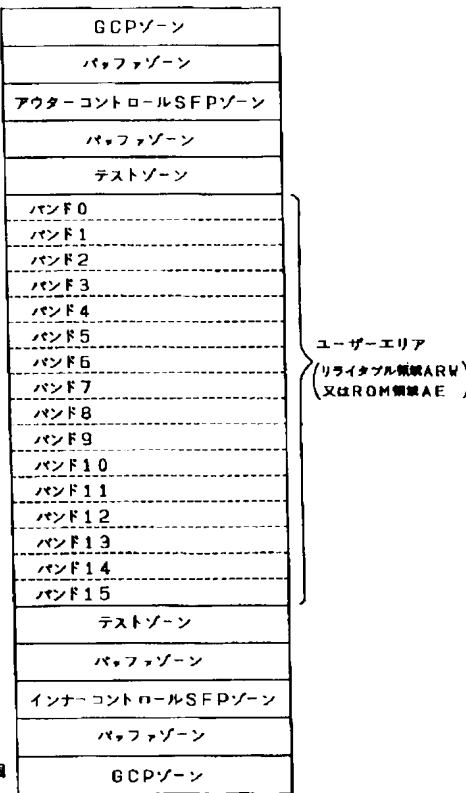 GCPゾーン
バッファゾーン
アウターコントロールSFPゾーン
バッファゾーン
テストゾーン
バンド0
バンド1
バンド2
バンド3
バンド4
バンド5
バンド6
バンド7
バンド8
バンド9
バンド10
バンド11
バンド12
バンド13
バンド14
バンド15
ユーザーエリア
(リライタブル領域ARW
又はROM領域AE)
テストゾーン
バッファゾーン
インナーコントロールSFPゾーン
バッファゾーン
GCPゾーン